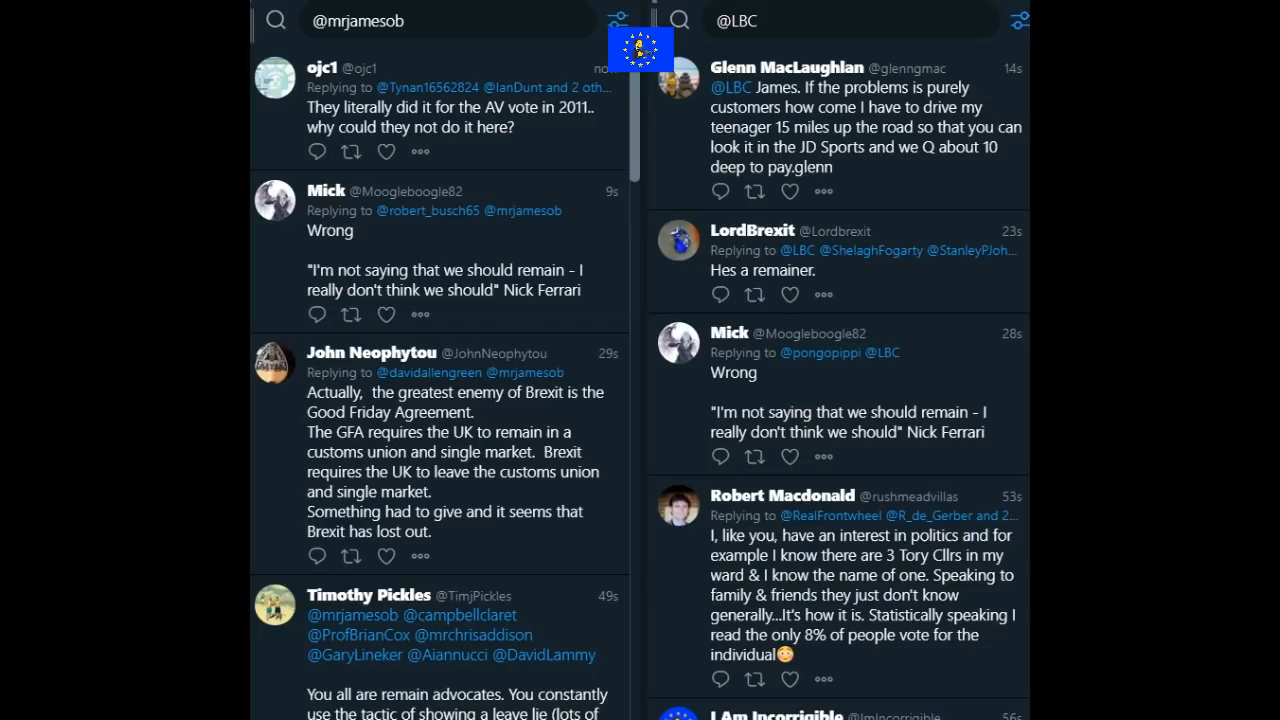 @mrjamesob
ojc1 @ojc1 now
Replying to @Tynan16562824 @IanDunt and 2 oth...
They literally did it for the AV vote in 2011..
why could they not do it here?
Mick @Moogleboogle82 9s
Replying to @robert_busch65 @mrjamesob
Wrong
"I'm not saying that we should remain - I
really don't think we should" Nick Ferrari
John Neophytou @JohnNeophytou 29s
Replying to @davidallengreen @mrjamesob
Actually, the greatest enemy of Brexit is the
Good Friday Agreement.
The GFA requires the UK to remain in a
customs union and single market. Brexit
requires the UK to leave the customs union
and single market.
Something had to give and it seems that
Brexit has lost out.
Timothy Pickles @TimjPickles 49s
@mrjamesob @campbellclaret
@ProfBrianCox @mrchrisaddison
@GaryLineker @Aiannucci @DavidLammy
You all are remain advocates. You constantly
use the tactic of showing a leave lie (lots of
@LBC
Glenn MacLaughlan @glenngmac 14s
@LBC James. If the problems is purely
customers how come I have to drive my
teenager 15 miles up the road so that you can
look it in the JD Sports and we Q about 10
deep to pay.glenn
LordBrexit @Lordbrexit 23s
Replying to @LBC @ShelaghFogarty @StanleyPJoh...
Hes a remainer.
Mick @Moogleboogle82 28s
Replying to @pongopippi @LBC
Wrong
"I'm not saying that we should remain - I
really don't think we should" Nick Ferrari
Robert Macdonald @rushmeadvillas 53s
Replying to @RealFrontwheel @R_de_Gerber and 2...
I, like you, have an interest in politics and for
example I know there are 3 Tory Cllrs in my
ward & I know the name of one. Speaking to
family & friends they just don't know
generally...It's how it is. Statistically speaking I
read the only 8% of people vote for the
individual😳
I Am Incorrigible @ImIncorrigible 56s